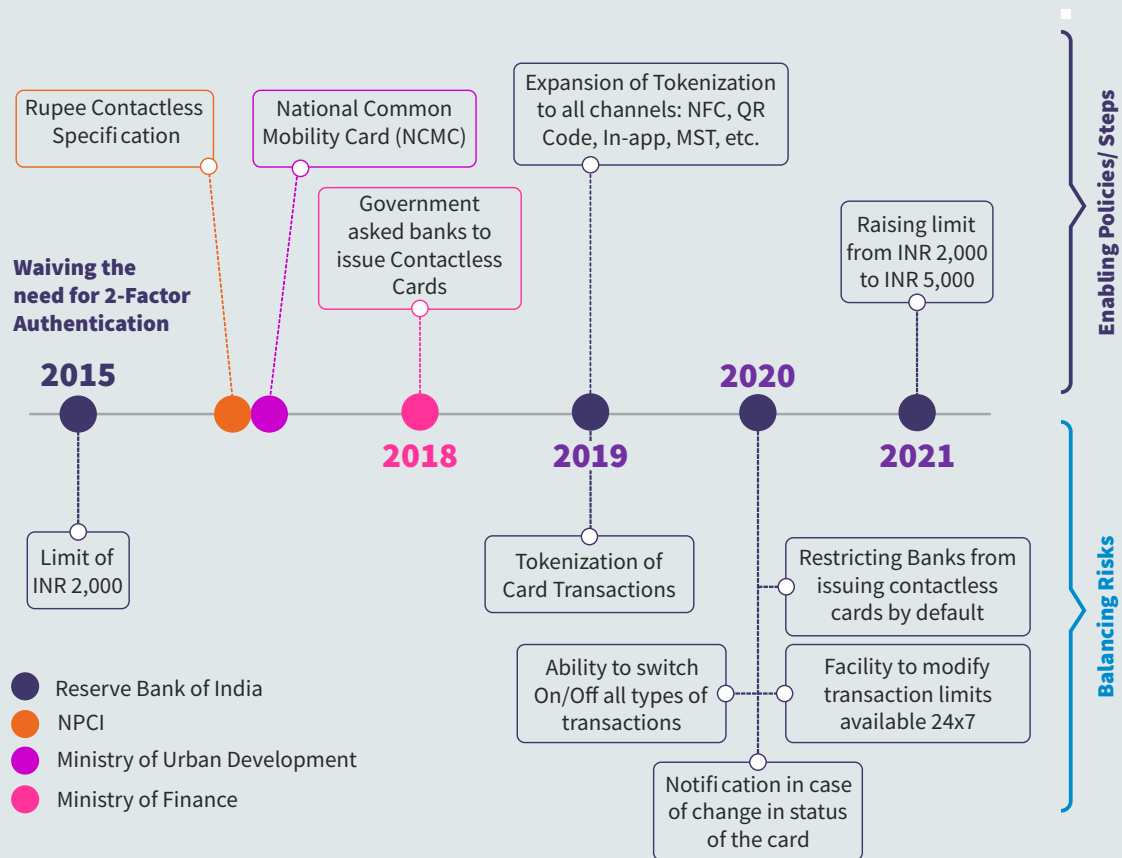 Rupee Contactless
Specification
National Common
Mobility Card (NCMC)
Expansion of Tokenization
to all channels: NFC, QR
Code, In-app, MST, etc.
Government
asked banks to
issue Contactless
Cards
Raising limit
from INR 2,000
to INR 5,000
Waiving the
need for 2-Factor
Authentication
2015
2018
2019
2020
2021
Limit of
INR 2,000
Tokenization of
Card Transactions
Restricting Banks from
issuing contactless
cards by default
Ability to switch
On/Off all types of
transactions
Facility to modify
transaction limits
available 24x7
Notification in case
of change in status
of the card
Reserve Bank of India
NPCI
Ministry of Urban Development
Ministry of Finance
Enabling Policies/ Steps
Balancing Risks